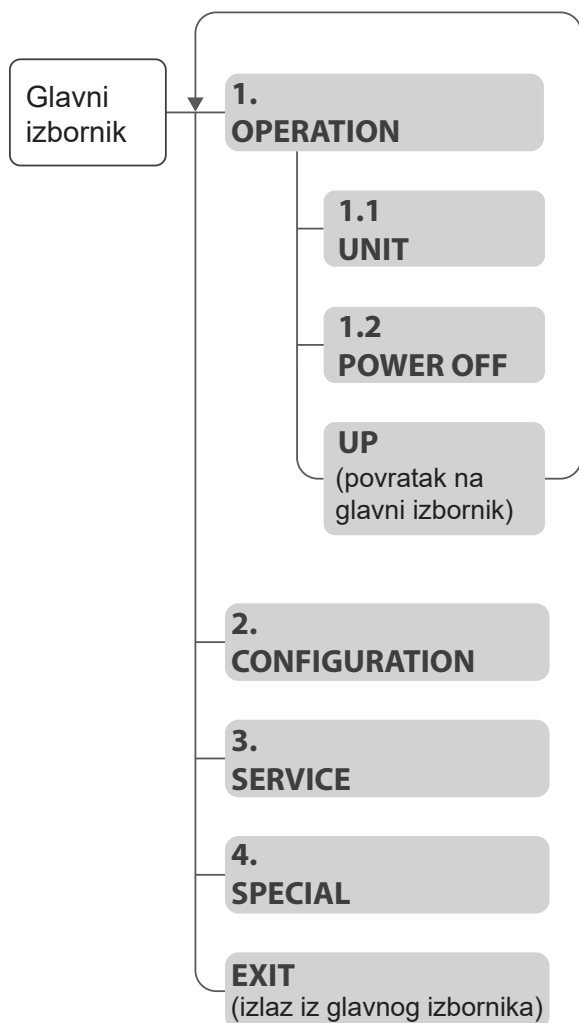 Glavni
izbornik
1.
OPERATION
1.1
UNIT
1.2
POWER OFF
UP
(povratak na
glavni izbornik)
2.
CONFIGURATION
3.
SERVICE
4.
SPECIAL
EXIT
(izlaz iz glavnog izbornika)